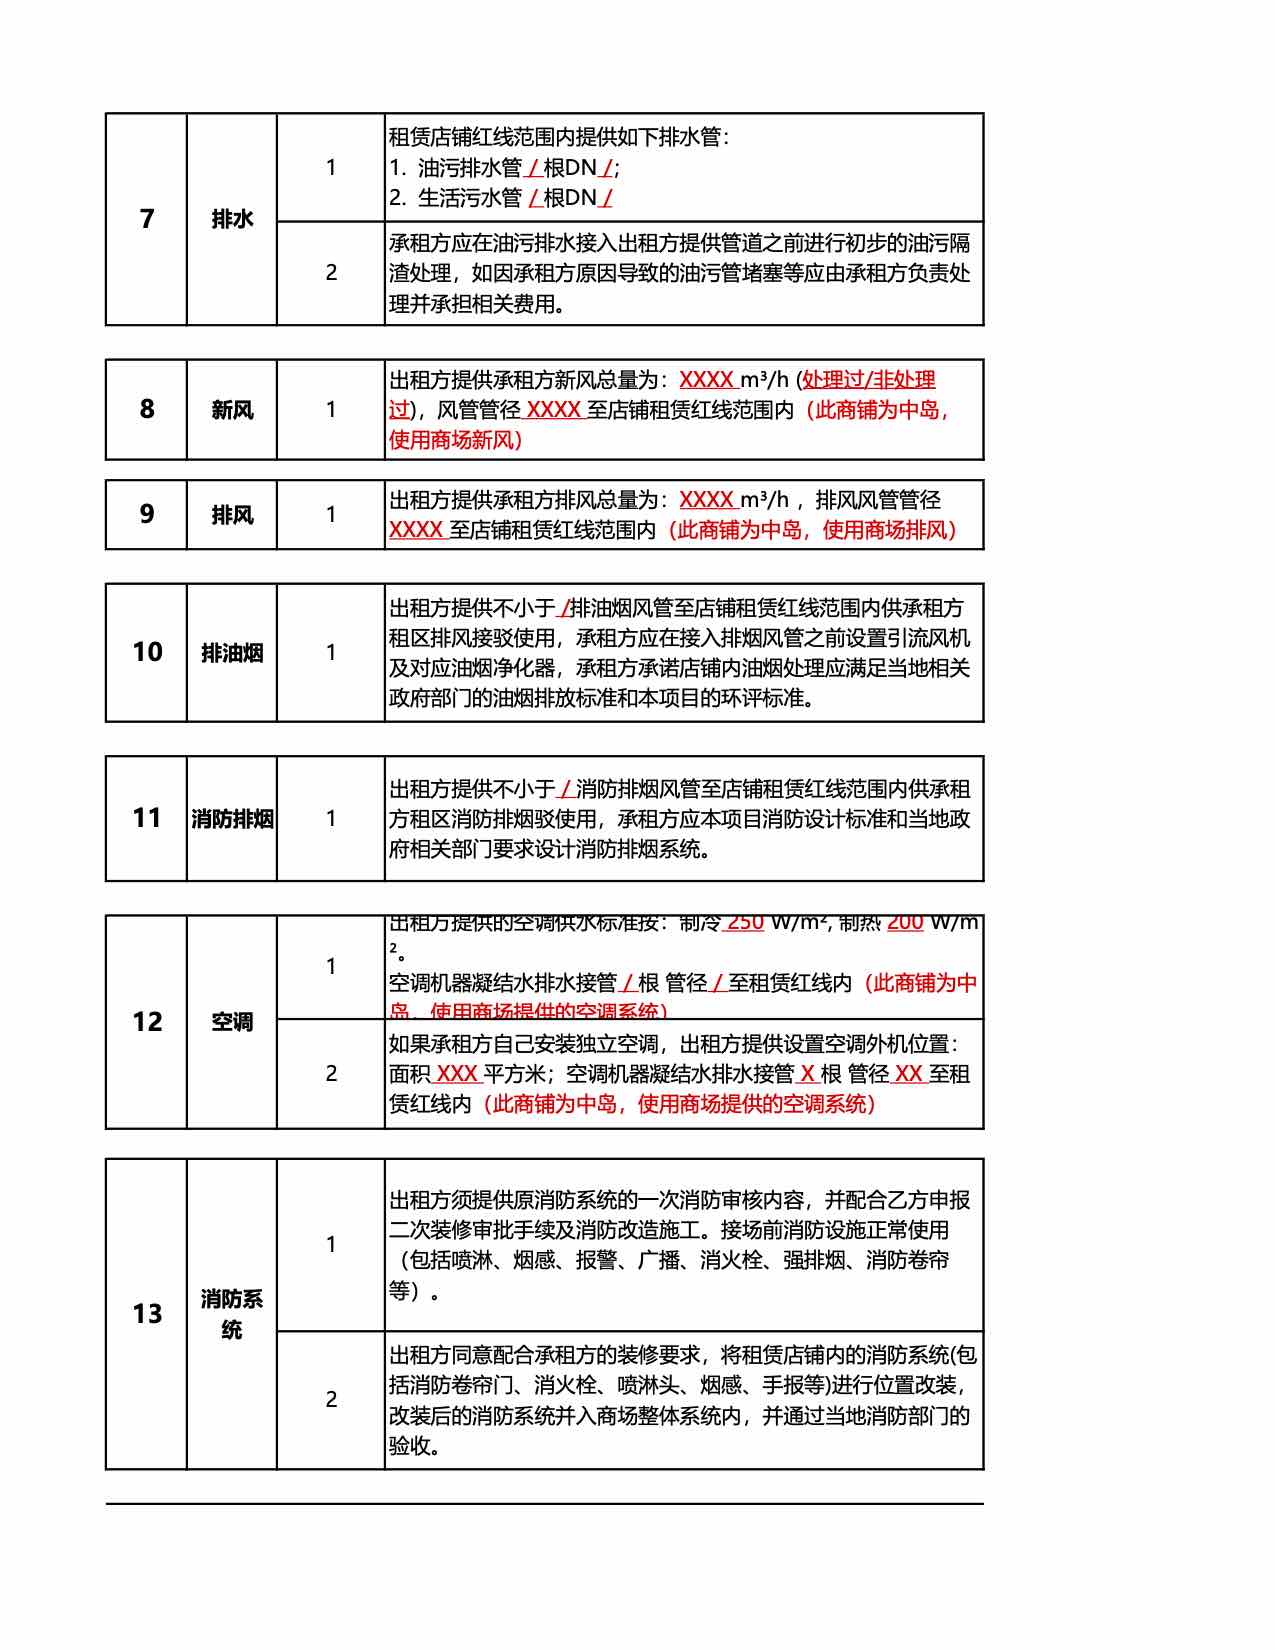 7
排水
1
租赁店铺红线范围内提供如下排水管：
1. 油污排水管 / 根DN /;
2. 生活污水管 / 根DN /
2
承租方应在油污排水接入出租方提供管道之前进行初步的油污隔
渣处理，如因承租方原因导致的油污管堵塞等应由承租方负责处
理并承担相关费用。
8
新风
1
出租方提供承租方新风总量为：XXXX m³/h (处理过/非处理
过)，风管管径 XXXX 至店铺租赁红线范围内（此商铺为中岛，
使用商场新风）
9
排风
1
出租方提供承租方排风总量为：XXXX m³/h ，排风风管管径
XXXX 至店铺租赁红线范围内（此商铺为中岛，使用商场排风）
10
排油烟
1
出租方提供不小于 /排油烟风管至店铺租赁红线范围内供承租方
租区排风接驳使用，承租方应在接入排烟风管之前设置引流风机
及对应油烟净化器，承租方承诺店铺内油烟处理应满足当地相关
政府部门的油烟排放标准和本项目的环评标准。
11
消防排烟
1
出租方提供不小于 / 消防排烟风管至店铺租赁红线范围内供承租
方租区消防排烟驳使用，承租方应本项目消防设计标准和当地政
府相关部门要求设计消防排烟系统。
12
空调
1
出租方提供的空调供水标准按：制冷 250 W/m², 制热 200 W/m
²。
空调机器凝结水排水接管 / 根 管径 / 至租赁红线内（此商铺为中
岛，使用商场提供的空调系统）
2
如果承租方自己安装独立空调，出租方提供设置空调外机位置：
面积 XXX 平方米；空调机器凝结水排水接管 X 根 管径 XX 至租
赁红线内（此商铺为中岛，使用商场提供的空调系统）
13
消防系
统
1
出租方须提供原消防系统的一次消防审核内容，并配合乙方申报
二次装修审批手续及消防改造施工。接场前消防设施正常使用
（包括喷淋、烟感、报警、广播、消火栓、强排烟、消防卷帘
等）。
2
出租方同意配合承租方的装修要求，将租赁店铺内的消防系统(包
括消防卷帘门、消火栓、喷淋头、烟感、手报等)进行位置改装，
改装后的消防系统并入商场整体系统内，并通过当地消防部门的
验收。